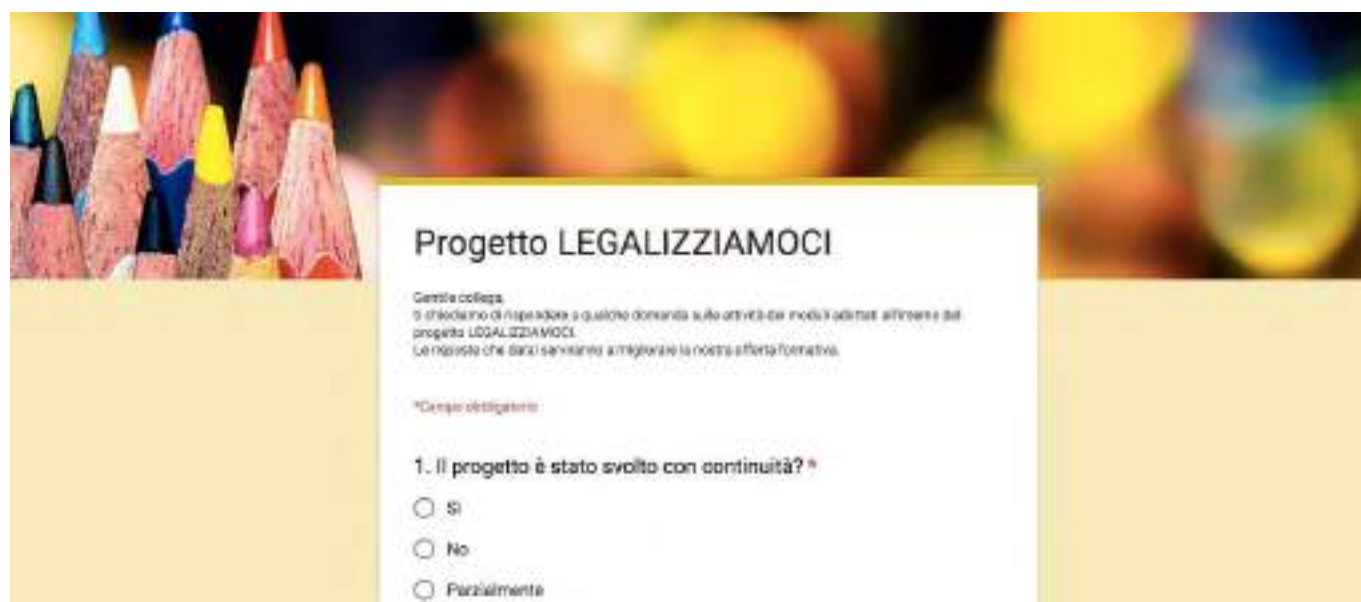 Progetto LEGALIZZIAMOCI
Gentile collega,
ti chiediamo di rispondere a qualche domanda sulle attività dei moduli adottati all'interno del
progetto LEGALIZZIAMOCI.
Le risposte che darai serviranno a migliorare la nostra offerta formativa.
*Campo obbligatorio
1. Il progetto è stato svolto con continuità? *
Sì
No
Parzialmente